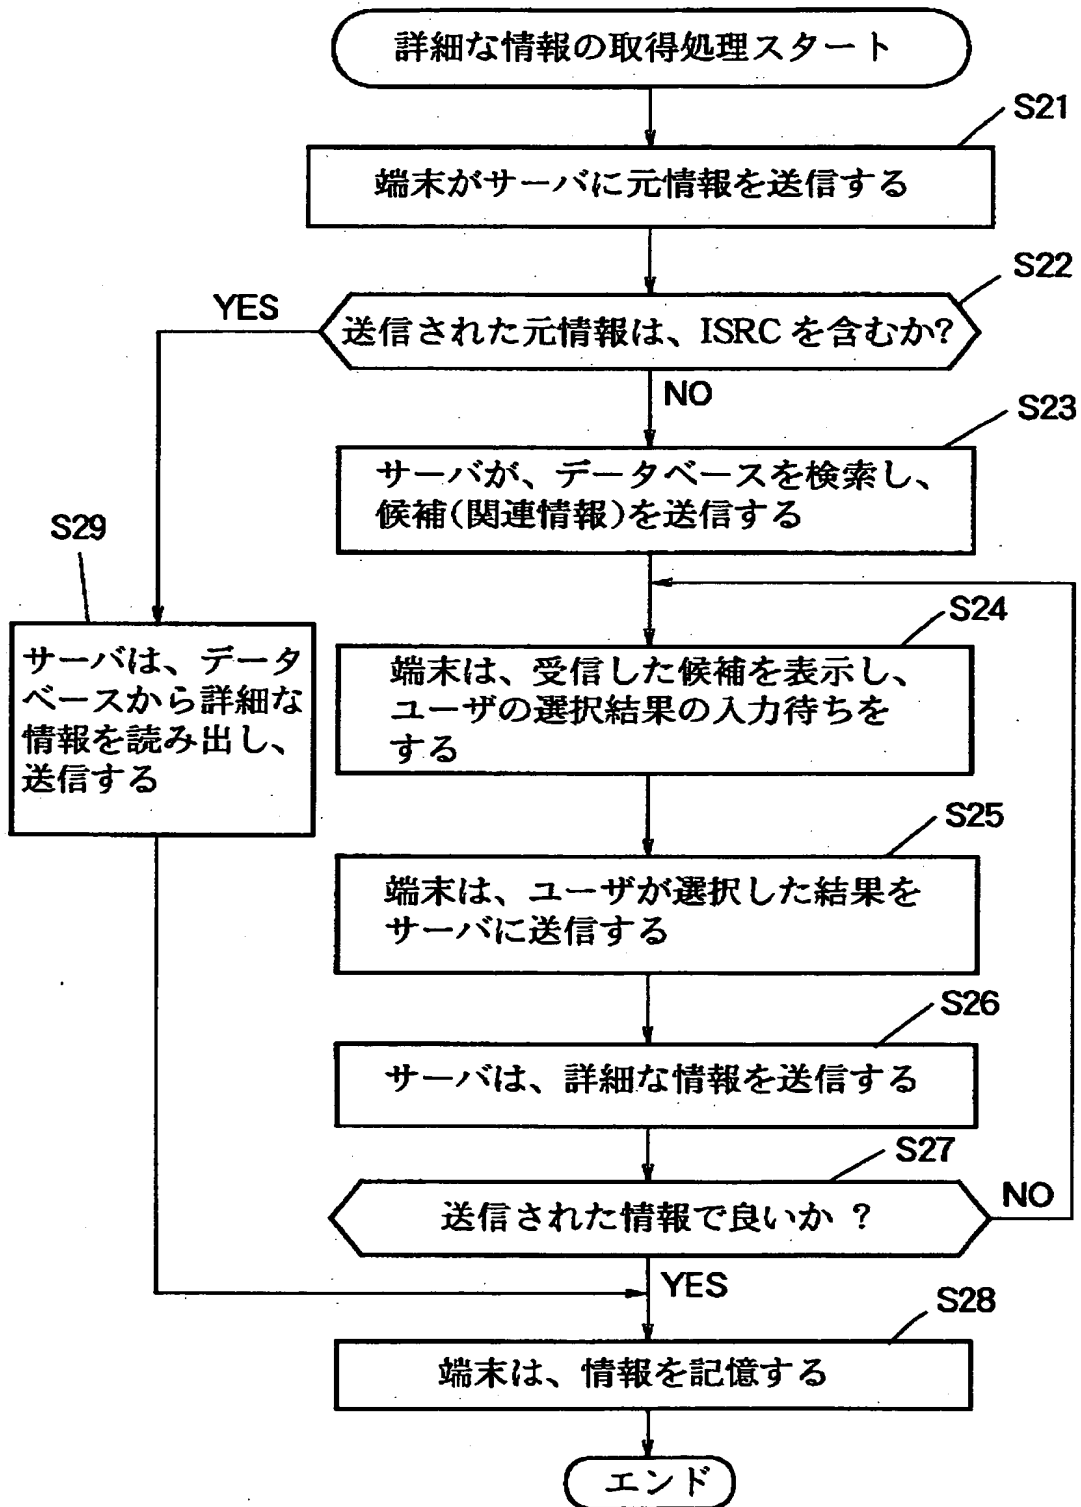 詳細な情報の取得処理スタート
S21
端末がサーバに元情報を送信する
S22
YES
送信された元情報は、ISRCを含むか?
NO
S23
サーバが、データベースを検索し、
候補(関連情報)を送信する
S29
サーバは、データ
ベースから詳細な
情報を読み出し、
送信する
S24
端末は、受信した候補を表示し、
ユーザの選択結果の入力待ちを
する
S25
端末は、ユーザが選択した結果を
サーバに送信する
S26
サーバは、詳細な情報を送信する
S27
送信された情報で良いか ?
NO
YES
S28
端末は、情報を記憶する
エンド